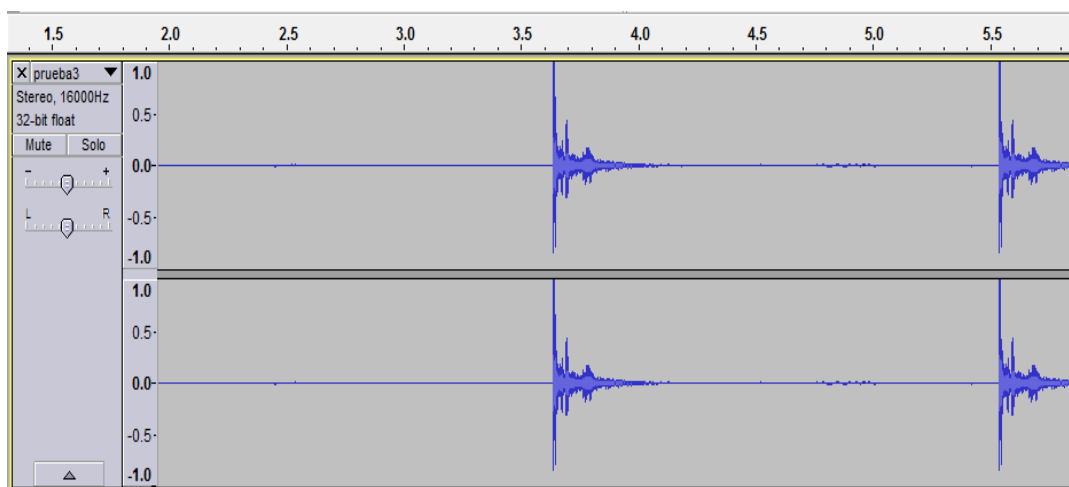 1.5 2.0 2.5 3.0 3.5 4.0 4.5 5.0 5.5
X prueba3 ▼
Stereo, 16000Hz
32-bit float
Mute Solo
- +
L R
1.0
0.5-
0.0-
-0.5-
-1.0
1.0
0.5-
0.0-
-0.5-
-1.0